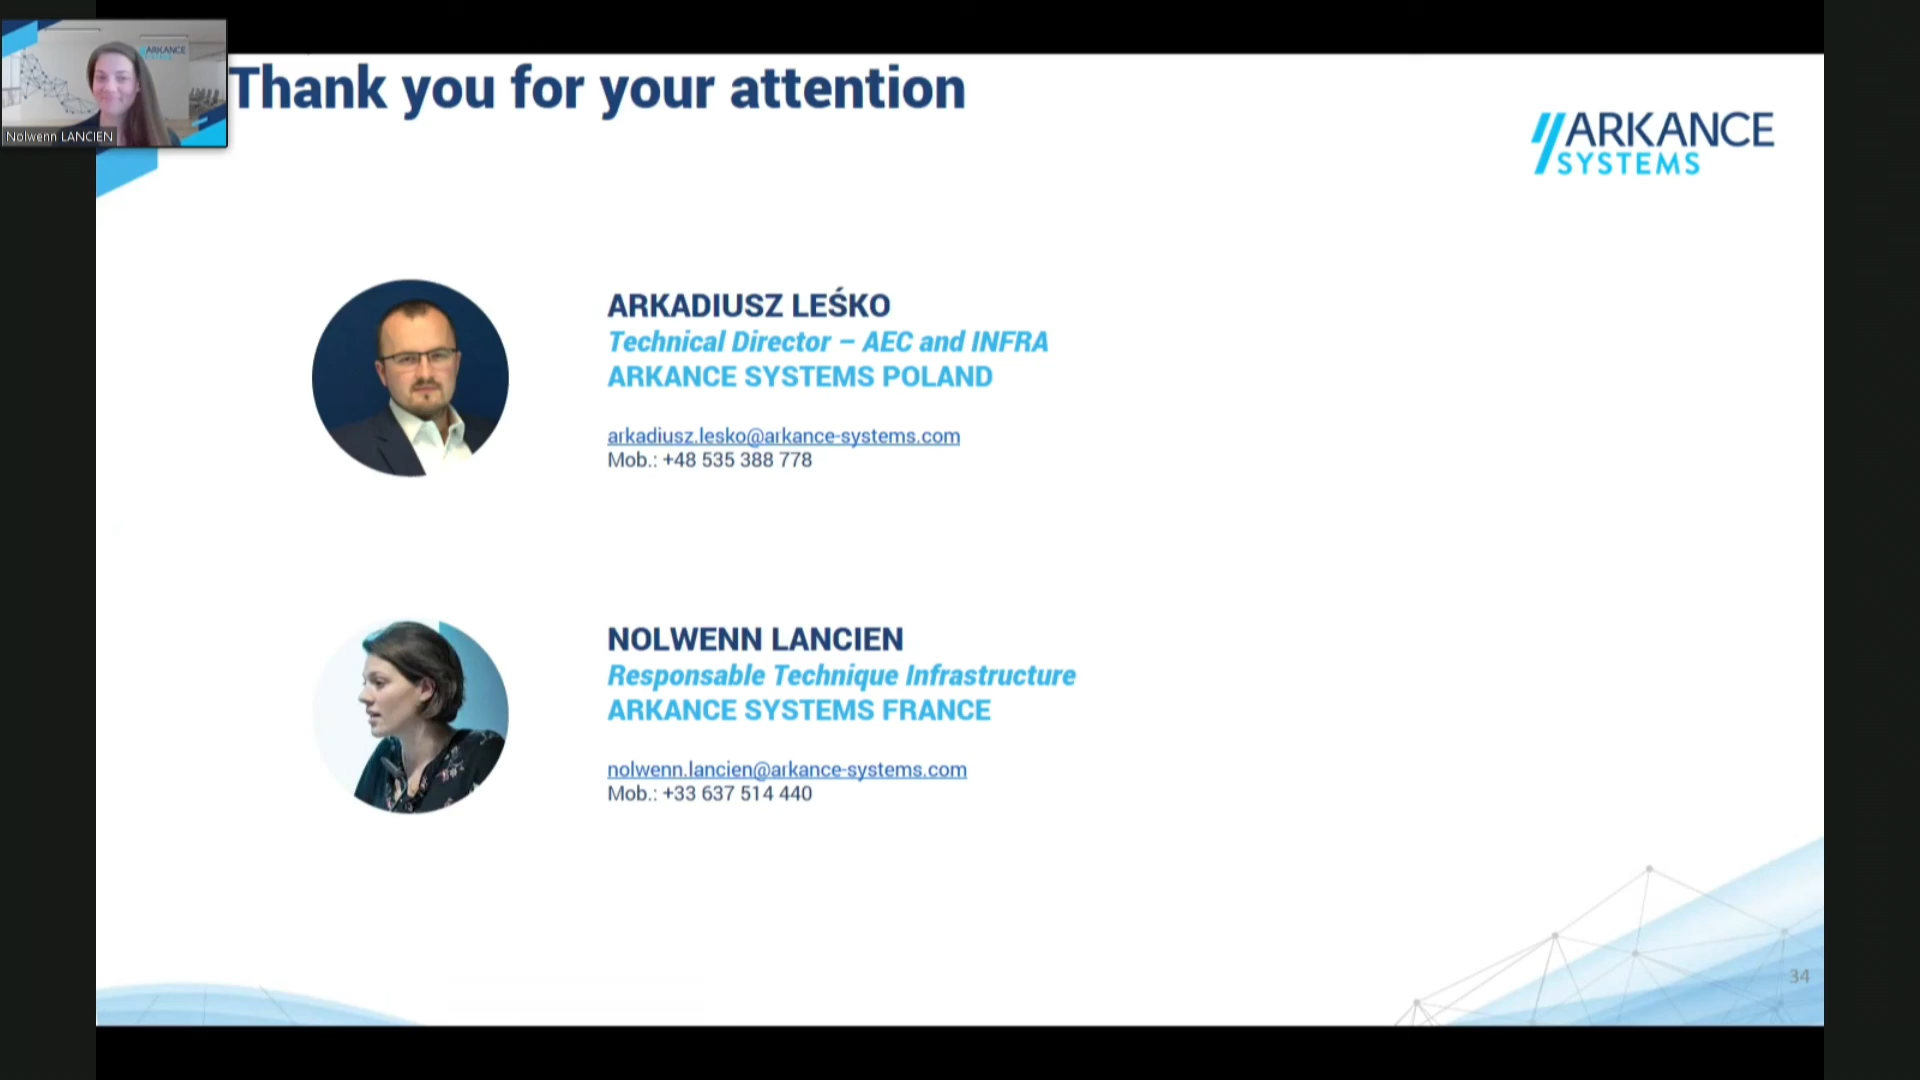 Thank you for your attention
ARKANCE
SYSTEMS
ARKANCE
Nolwenn LANCIEN
ARKADIUSZ LEŚKO
Technical Director – AEC and INFRA
ARKANCE SYSTEMS POLAND
arkadiusz.lesko@arkance-systems.com
Mob.: +48 535 388 778
NOLWENN LANCIEN
Responsable Technique Infrastructure
ARKANCE SYSTEMS FRANCE
nolwenn.lancien@arkance-systems.com
Mob.: +33 637 514 440
34